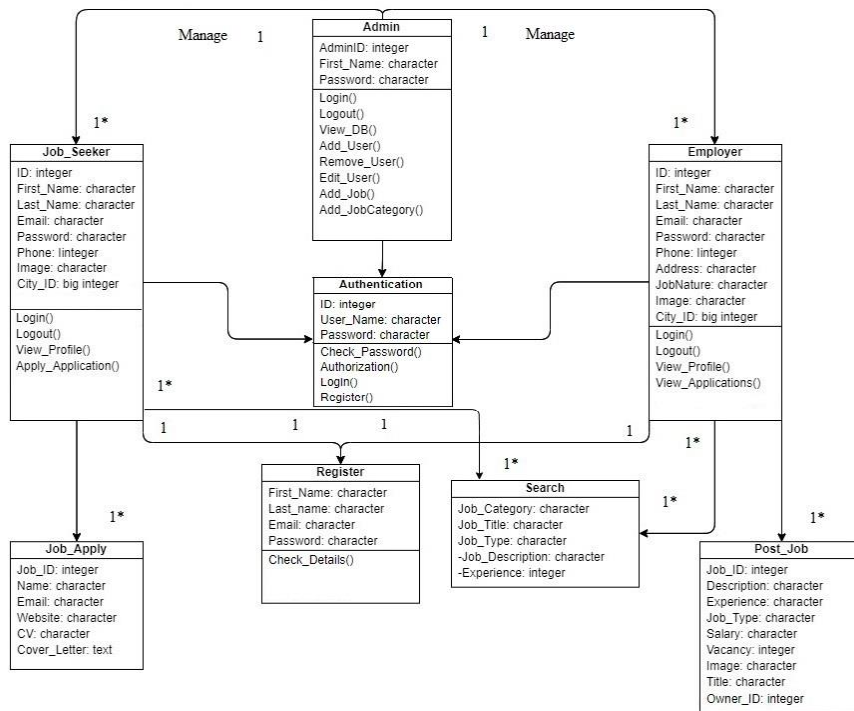 Admin
AdminID: integer
First_Name: character
Password: character
Login()
Logout()
View_DB()
Add_User()
Remove_User()
Edit_User()
Add_Job()
Add_JobCategory()
Manage
1
1
Manage
1*
1*
Job_Seeker
ID: integer
First_Name: character
Last_Name: character
Email: character
Password: character
Phone: Iinteger
Image: character
City_ID: big integer
Login()
Logout()
View_Profile()
Apply_Application()
Employer
ID: integer
First_Name: character
Last_Name: character
Email: character
Password: character
Phone: Iinteger
Address: character
JobNature: character
Image: character
City_ID: big integer
Login()
Logout()
View_Profile()
View_Applications()
Authentication
ID: integer
User_Name: character
Password: character
Check_Password()
Authorization()
Login()
Register()
1*
1
1
1
1
1*
1*
1*
1*
1*
Register
First_Name: character
Last_name: character
Email: character
Password: character
Check_Details()
Search
Job_Category: character
Job_Title: character
Job_Type: character
-Job_Description: character
-Experience: integer
Job_Apply
Job_ID: integer
Name: character
Email: character
Website: character
CV: character
Cover_Letter: text
Post_Job
Job_ID: integer
Description: character
Experience: character
Job_Type: character
Salary: character
Vacancy: integer
Image: character
Title: character
Owner_ID: integer